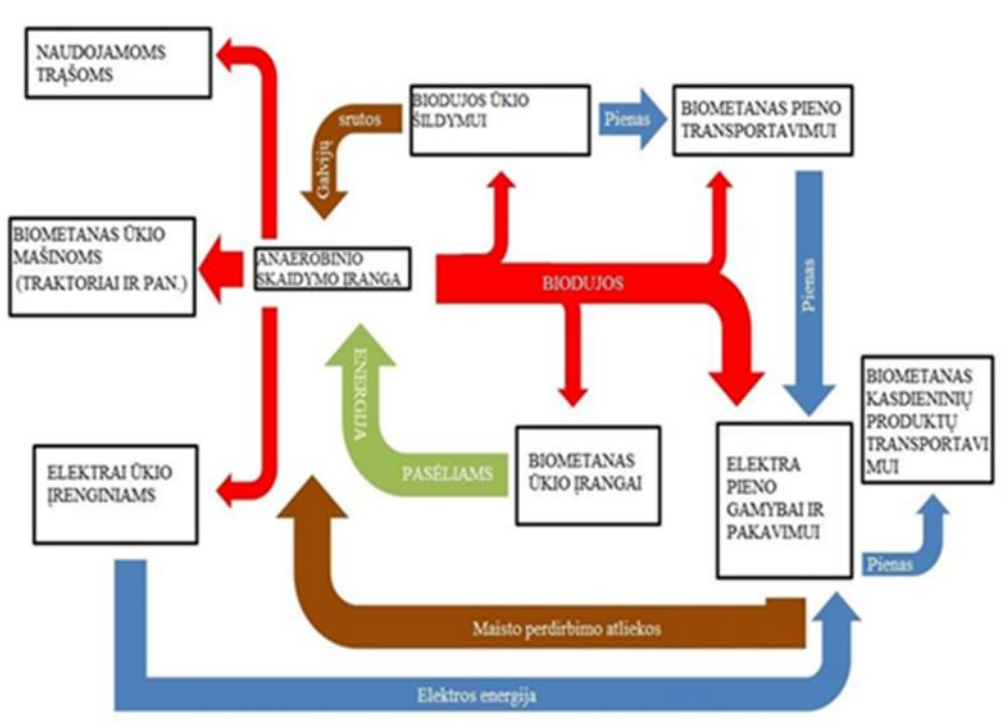 NAUDOJAMOMS
TRĄŠOMS
BIODUJOS ŪKIO
ŠILDYMUI
BIOMETANAS PIENO
TRANSPORTAVIMUI
srutos
Galvijų
Pienas
BIOMETANAS ŪKIO
MAŠINOMS
(TRAKTORIAI IR PAN.)
ANAEROBINIO
SKAIDYMO IRANGA
BIODUJOS
Pienas
ENERGIJA
PASĖLIAMS
BIOMETANAS
KASDIENINIŲ
PRODUKTŲ
TRANSPORTAVI
MUI
ELEKTRAI ŪKIO
ĮRENGINIAMS
BIOMETANAS
ŪKIO ĮRANGAI
ELEKTRA
PIENO
GAMYBAI IR
PAKAVIMUI
Pienas
Maisto perdirbimo atliekos
Elektros energija